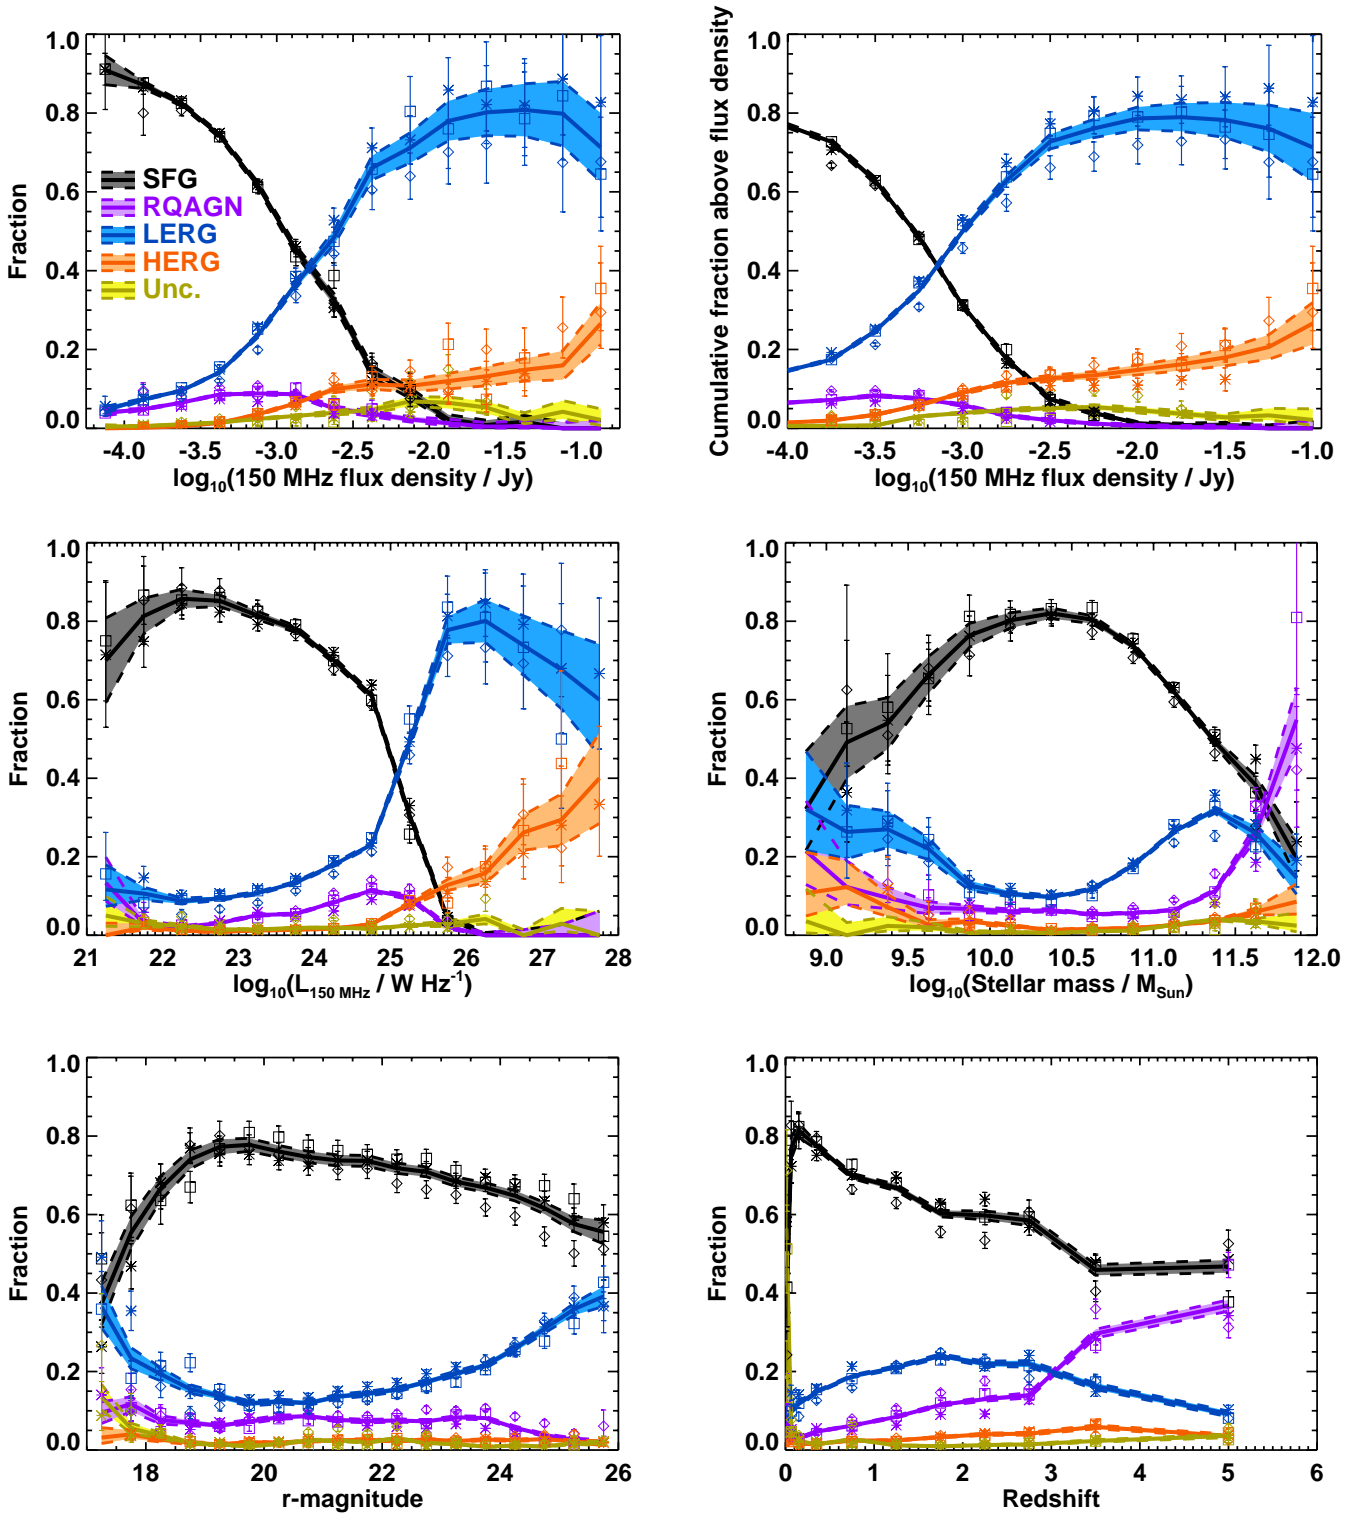 1.0
0.8
0.6
0.4
0.2
0.0
Fraction
SFG
RQAGN
LERG
HERG
Unc.
-4.0 -3.5 -3.0 -2.5 -2.0 -1.5 -1.0
log10(150 MHz flux density / Jy)
1.0
0.8
0.6
0.4
0.2
0.0
Cumulative fraction above flux density
-4.0 -3.5 -3.0 -2.5 -2.0 -1.5 -1.0
log10(150 MHz flux density / Jy)
1.0
0.8
0.6
0.4
0.2
0.0
Fraction
21 22 23 24 25 26 27 28
log10(L150 MHz / W Hz-1)
1.0
0.8
0.6
0.4
0.2
0.0
Fraction
9.0 9.5 10.0 10.5 11.0 11.5 12.0
log10(Stellar mass / MSun)
1.0
0.8
0.6
0.4
0.2
0.0
Fraction
18 20 22 24 26
r-magnitude
1.0
0.8
0.6
0.4
0.2
0.0
Fraction
0 1 2 3 4 5 6
Redshift